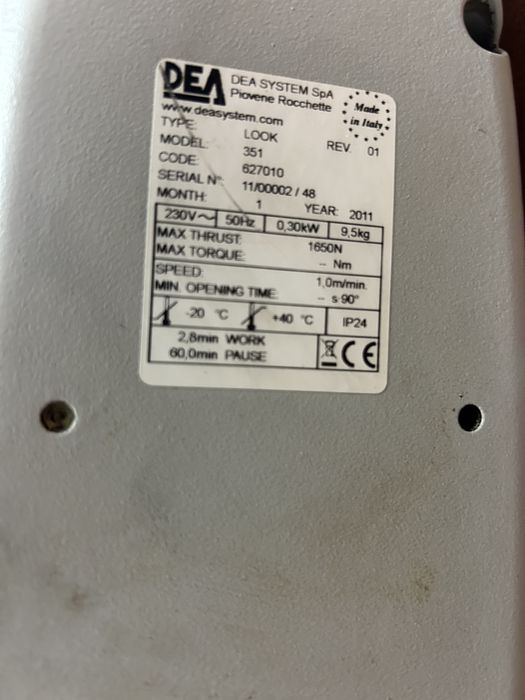 DEA DEA SYSTEM SpA
Piovene Rocchette
Made in Italy
www.deasystem.com
TYPE: LOOK REV. 01
MODEL: 351
CODE: 627010
SERIAL N°: 11/00002 / 48
MONTH: 1 YEAR: 2011
230V~ 50Hz 0,30kW 9,5kg
MAX THRUST: 1650N
MAX TORQUE: -- Nm
SPEED: 1,0m/min.
MIN. OPENING TIME: -- s 90°
-20 °C +40 °C IP24
2,8min WORK
60,0min PAUSE
CE